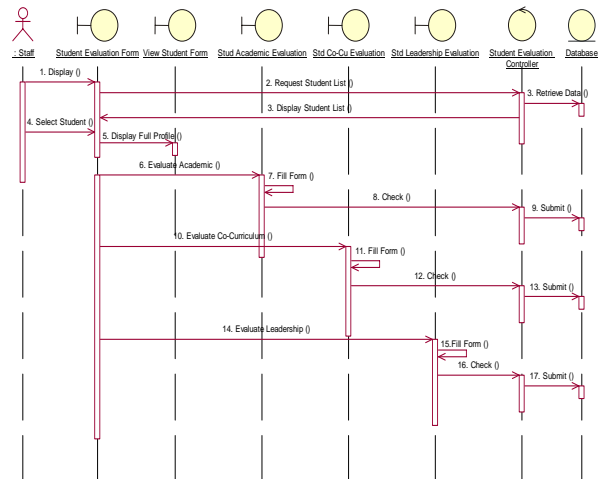 : Staff
Student Evaluation Form
View Student Form
Stud Academic Evaluation
Std Co-Cu Evaluation
Std Leadership Evaluation
Student Evaluation
Controller
Database
1. Display ()
2. Request Student List ()
3. Retrieve Data ()
3. Display Student List ()
4. Select Student ()
5. Display Full Profile ()
6. Evaluate Academic ()
7. Fill Form ()
8. Check ()
9. Submit ()
10. Evaluate Co-Curriculum ()
11. Fill Form ()
12. Check ()
13. Submit ()
14. Evaluate Leadership ()
15.Fill Form ()
16. Check ()
17. Submit ()